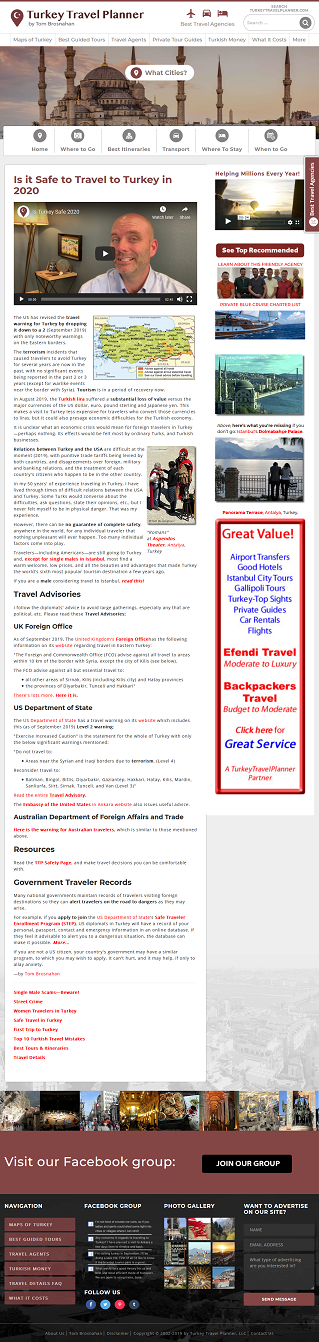 Turkey Travel Planner
by Tom Brosnahan
Best Travel Agencies
SEARCH
TURKEYTRAVELPLANNER.COM
Search ...
Maps of Turkey
Best Guided Tours
Travel Agents
Private Tour Guides
Turkish Money
What It Costs
More
What Cities?
Home
Where to Go
Best Itineraries
Transport
Where To Stay
When to Go
Best Travel Agencies
Is it Safe to Travel to Turkey in
2020
Is Turkey Safe 2020
Watch later
Share
00:00
02:45
The US has revised the travel
warning for Turkey by dropping
it down to a 2 (September 2019)
with only noteworthy warnings
on the Eastern borders.
The terrorism incidents that
caused travelers to avoid Turkey
for several years are now in the
past, with no significant events
being reported in the past 2 or 3
years (except for warlike events
near the border with Syria). Tourism is in a period of recovery now.
In August 2019, the Turkish lira suffered a substantial loss of value versus the
major currencies of the US dollar, euro, pound sterling and Japanese yen. This
makes a visit to Turkey less expensive for travelers who convert those currencies
to liras, but it could also presage economic difficulties for the Turkish economy.
It is unclear what an economic crisis would mean for foreign travelers in Turkey
—perhaps nothing. Its effects would be felt most by ordinary Turks, and Turkish
businesses.
Relations between Turkey and the USA are difficult at the
moment (2019), with punitive trade tariffs being levied by
both countries, and disagreements over foreign, military
and banking relations, and the treatment of each
country's citizens who happen to be in the other country.
In my 50 years' of experience traveling in Turkey, I have
lived through times of difficult relations between the USA
and Turkey. Some Turks would converse about the
difficulties, ask questions, state their opinions, etc., but I
never felt myself to be in physical danger. That was my
experience.
However, there can be no guarantee of complete safety
anywhere in the world, for any individual traveler that
nothing unpleasant will ever happen. Too many individual
factors come into play.
"Womans"
at Aspendos
Theater, Antalya,
Turkey
Travelers—including Americans—are still going to Turkey
and, except for single males in Istanbul, most find a
warm welcome, low prices, and all the beauties and advantages that made Turkey
the world's sixth most popular tourist destination a few years ago.
If you are a male considering travel to Istanbul, read this!
Travel Advisories
I follow the diplomats' advice to avoid large gatherings, especially any that are
political, etc. Please read these Travel Advisories:
UK Foreign Office
As of September 2019, The United Kingdom's Foreign Office has the following
information on its website regarding travel in Eastern Turkey:
"The Foreign and Commonwealth Office (FCO) advise against all travel to areas
within 10 km of the border with Syria, except the city of Kilis (see below).
The FCO advise against all but essential travel to:
all other areas of Sirnak, Kilis (including Kilis city) and Hatay provinces
the provinces of Diyarbakir, Tunceli and Hakkari"
There's lots more. Here it is.
US Department of State
The US Department of State has a travel warning on its website which includes
this (as of September 2019) Level 2 warning:
"Exercise Increased Caution" is the statement for the whole of Turkey with only
the below significant warnings mentioned:
"Do not travel to:
Areas near the Syrian and Iraqi borders due to terrorism. (Level 4)
Reconsider travel to:
Batman, Bingol, Bitlis, Diyarbakir, Gaziantep, Hakkari, Hatay, Kilis, Mardin,
Sanliurfa, Siirt, Sirnak, Tunceli, and Van (Level 3)"
Read the entire Travel Advisory.
The Embassy of the United States in Ankara website also issues useful advice.
Australian Department of Foreign Affairs and Trade
Here is the warning for Australian travelers, which is similar to those mentioned
above.
Resources
Read the TTP Safety Page, and make travel decisions you can be comfortable
with.
Government Traveler Records
Many national governments maintain records of travelers visiting foreign
destinations so they can alert travelers on the road to dangers as they may
arise.
For example, if you apply to join the US Department of State's Safe Traveler
Enrollment Program (STEP), US diplomats in Turkey will have a record of your
personal, passport, contact and emergency information in an online database. If
they feel it advisable to alert you to a dangerous situation, the database can
make it possible. More...
If you are not a US citizen, your country's government may have a similar
program, to which you may wish to apply. It can't hurt, and it may help, if only to
allay anxiety.
—by Tom Brosnahan
Single Male Scams—Beware!
Street Crime
Women Travelers in Turkey
Safe Travel in Turkey
First Trip to Turkey
Top 10 Turkish Travel Mistakes
Best Tours & Itineraries
Travel Details
Helping Millions Every Year!
See Top Recommended
LEARN ABOUT THIS FRIENDLY AGENCY
PRIVATE BLUE CRUISE CHARTER LIST
Above, here's what you're missing if you
don't go: Istanbul's Dolmabahçe Palace.
Panorama Terrace, Antalya, Turkey.
Great Value!
Airport Transfers
Good Hotels
Istanbul City Tours
Gallipoli Tours
Turkey-Top Sights
Private Guides
Car Rentals
Flights
Efendi Travel
Moderate to Luxury
Backpackers
Travel
Budget to Moderate
Click here for
Great Service
A TurkeyTravelPlanner
Partner
Visit our Facebook group:
JOIN OUR GROUP
NAVIGATION
MAPS OF TURKEY
BEST GUIDED TOURS
TRAVEL AGENTS
TURKISH MONEY
TRAVEL DETAILS FAQ
WHAT IT COSTS
FACEBOOK GROUP
FOLLOW US
PHOTO GALLERY
WANT TO ADVERTISE
ON OUR SITE?
NAME
EMAIL ADDRESS
What type of advertising
are you interested in?
SEND MESSAGE
About Us | Tom Brosnahan | Disclaimer | Copyright © 2002-2019 by Turkey Travel Planner, LLC | Contact Us